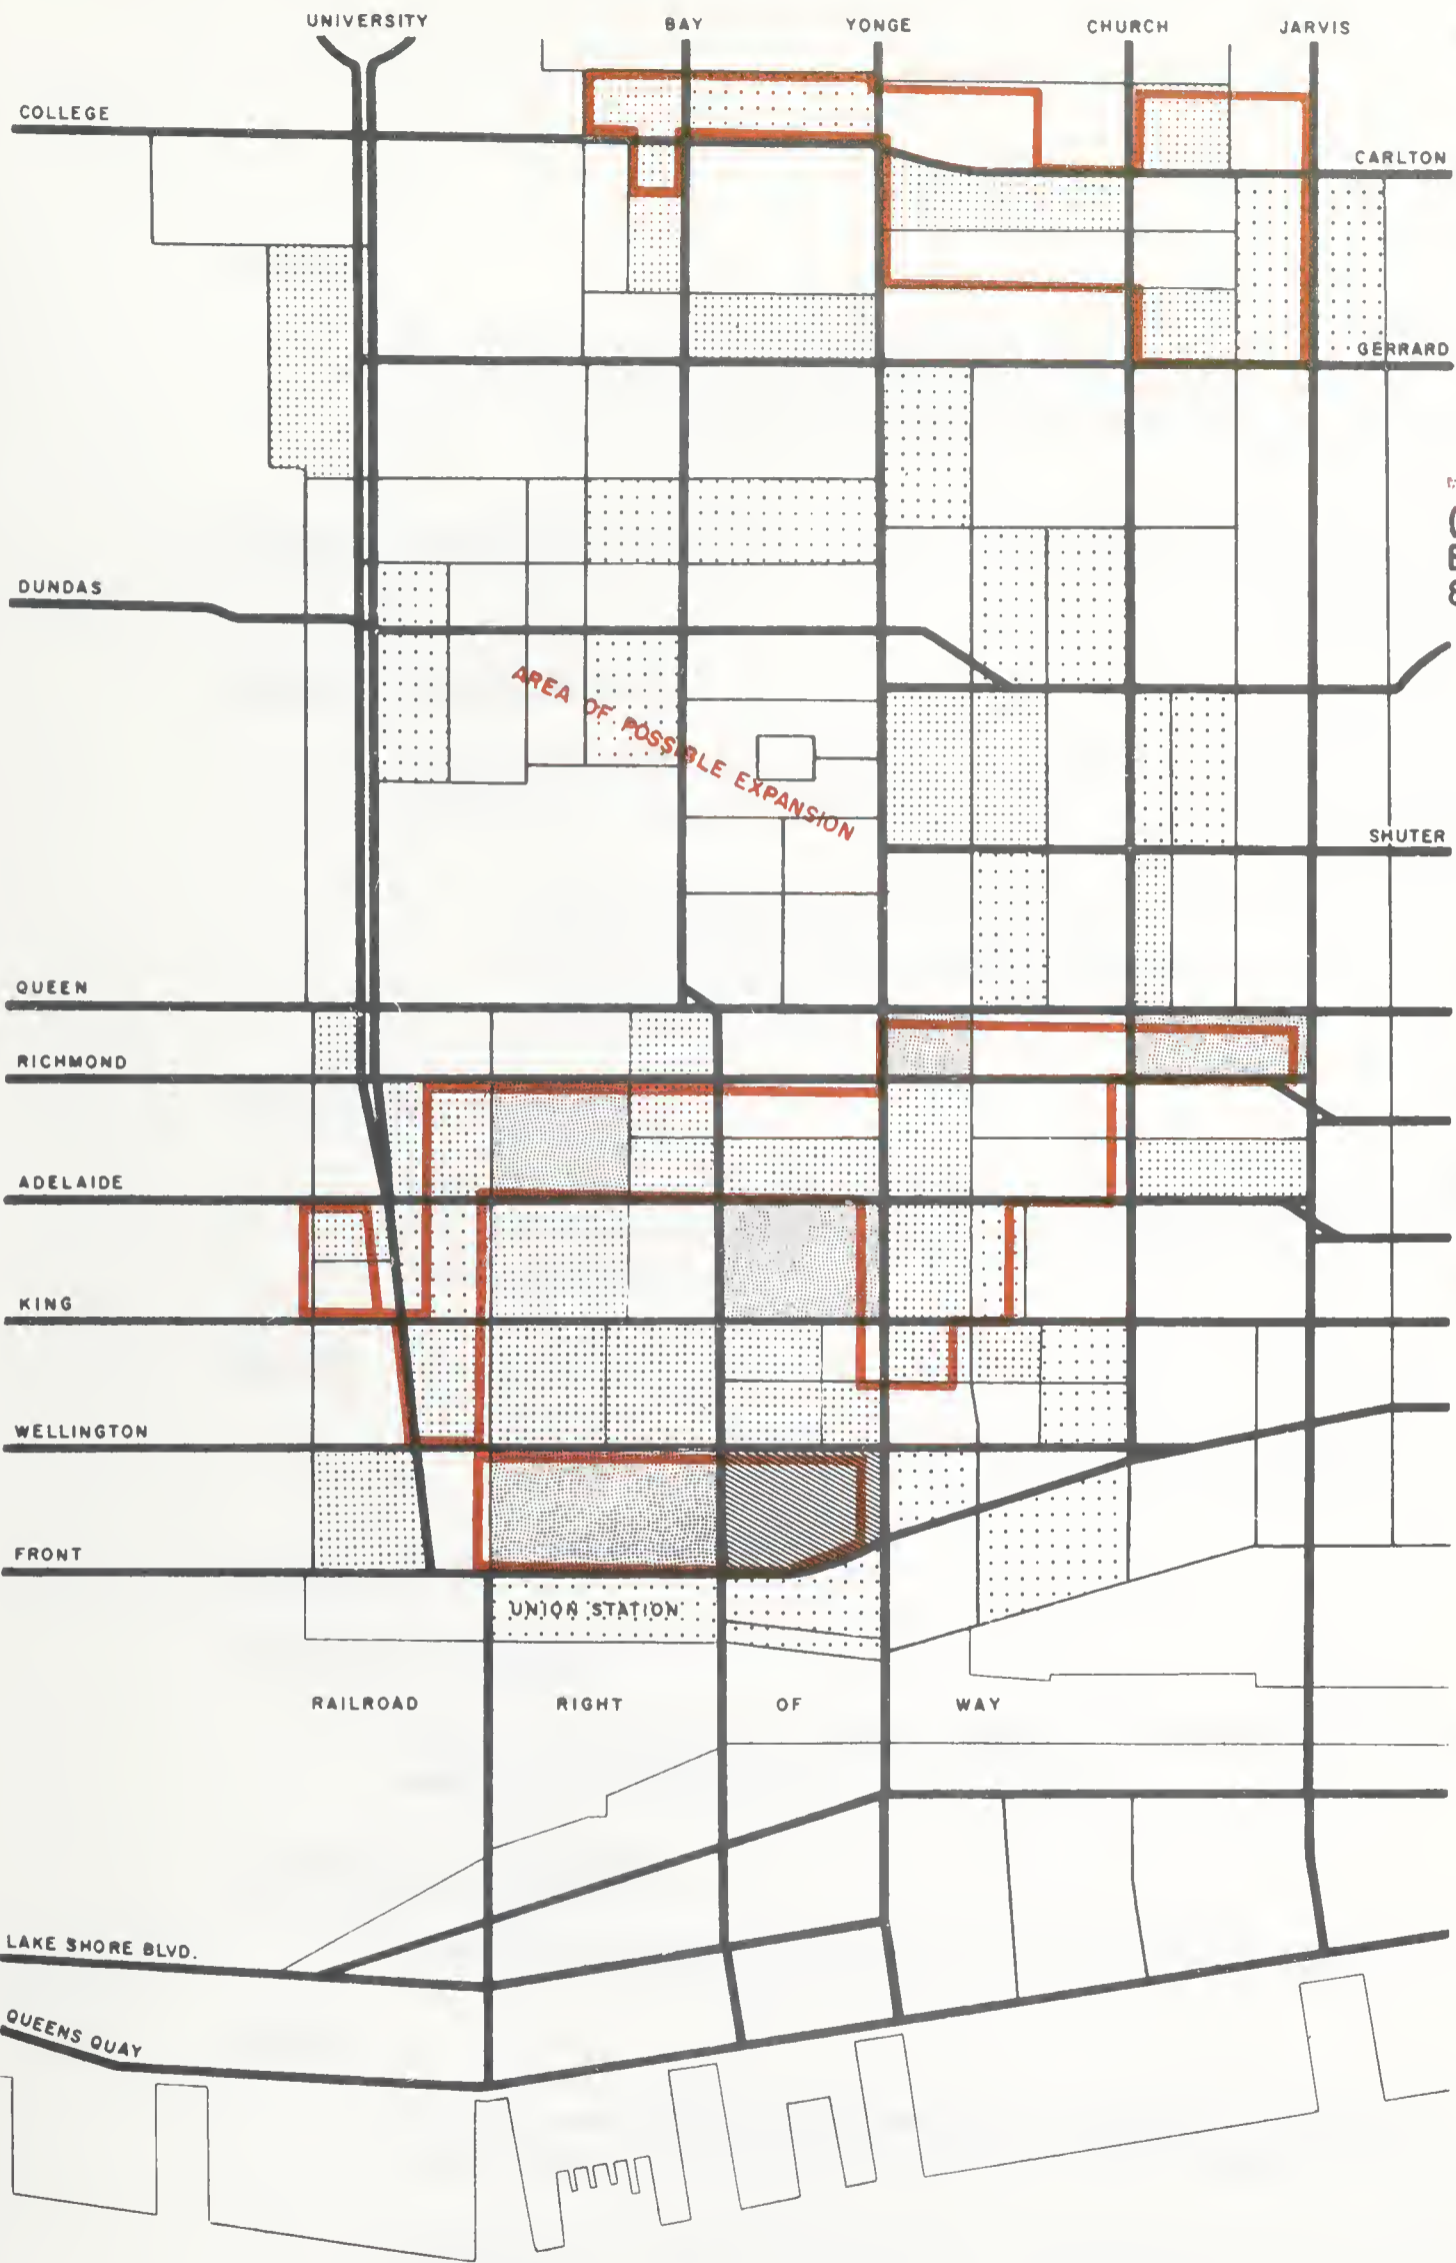 UNIVERSITY
BAY
YONGE
CHURCH
JARVIS
COLLEGE
CARLTON
GERRARD
DUNDAS
AREA OF POSSIBLE EXPANSION
SHUTER
QUEEN
RICHMOND
ADELAIDE
KING
WELLINGTON
FRONT
UNION STATION
RAILROAD RIGHT OF WAY
LAKE SHORE BLVD.
QUEENS QUAY